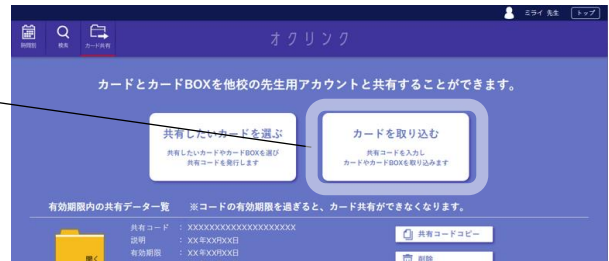 ミライ 先生 トップ
時間割 検索 カード共有
オクリンク
カードとカードBOXを他校の先生用アカウントと共有することができます。
共有したいカードを選ぶ
共有したいカードやカードBOXを選び
共有コードを発行します
カードを取り込む
共有コードを入力し
カードやカードBOXを取り込みます
有効期限内の共有データ一覧 ※コードの有効期限を過ぎると、カード共有ができなくなります。
共有コード : XXXXXXXXXXXXXXXXXXXX
説明 : XX年XX月XX日
有効期限 : XX年XX月XX日
開く
共有コードコピー
削除